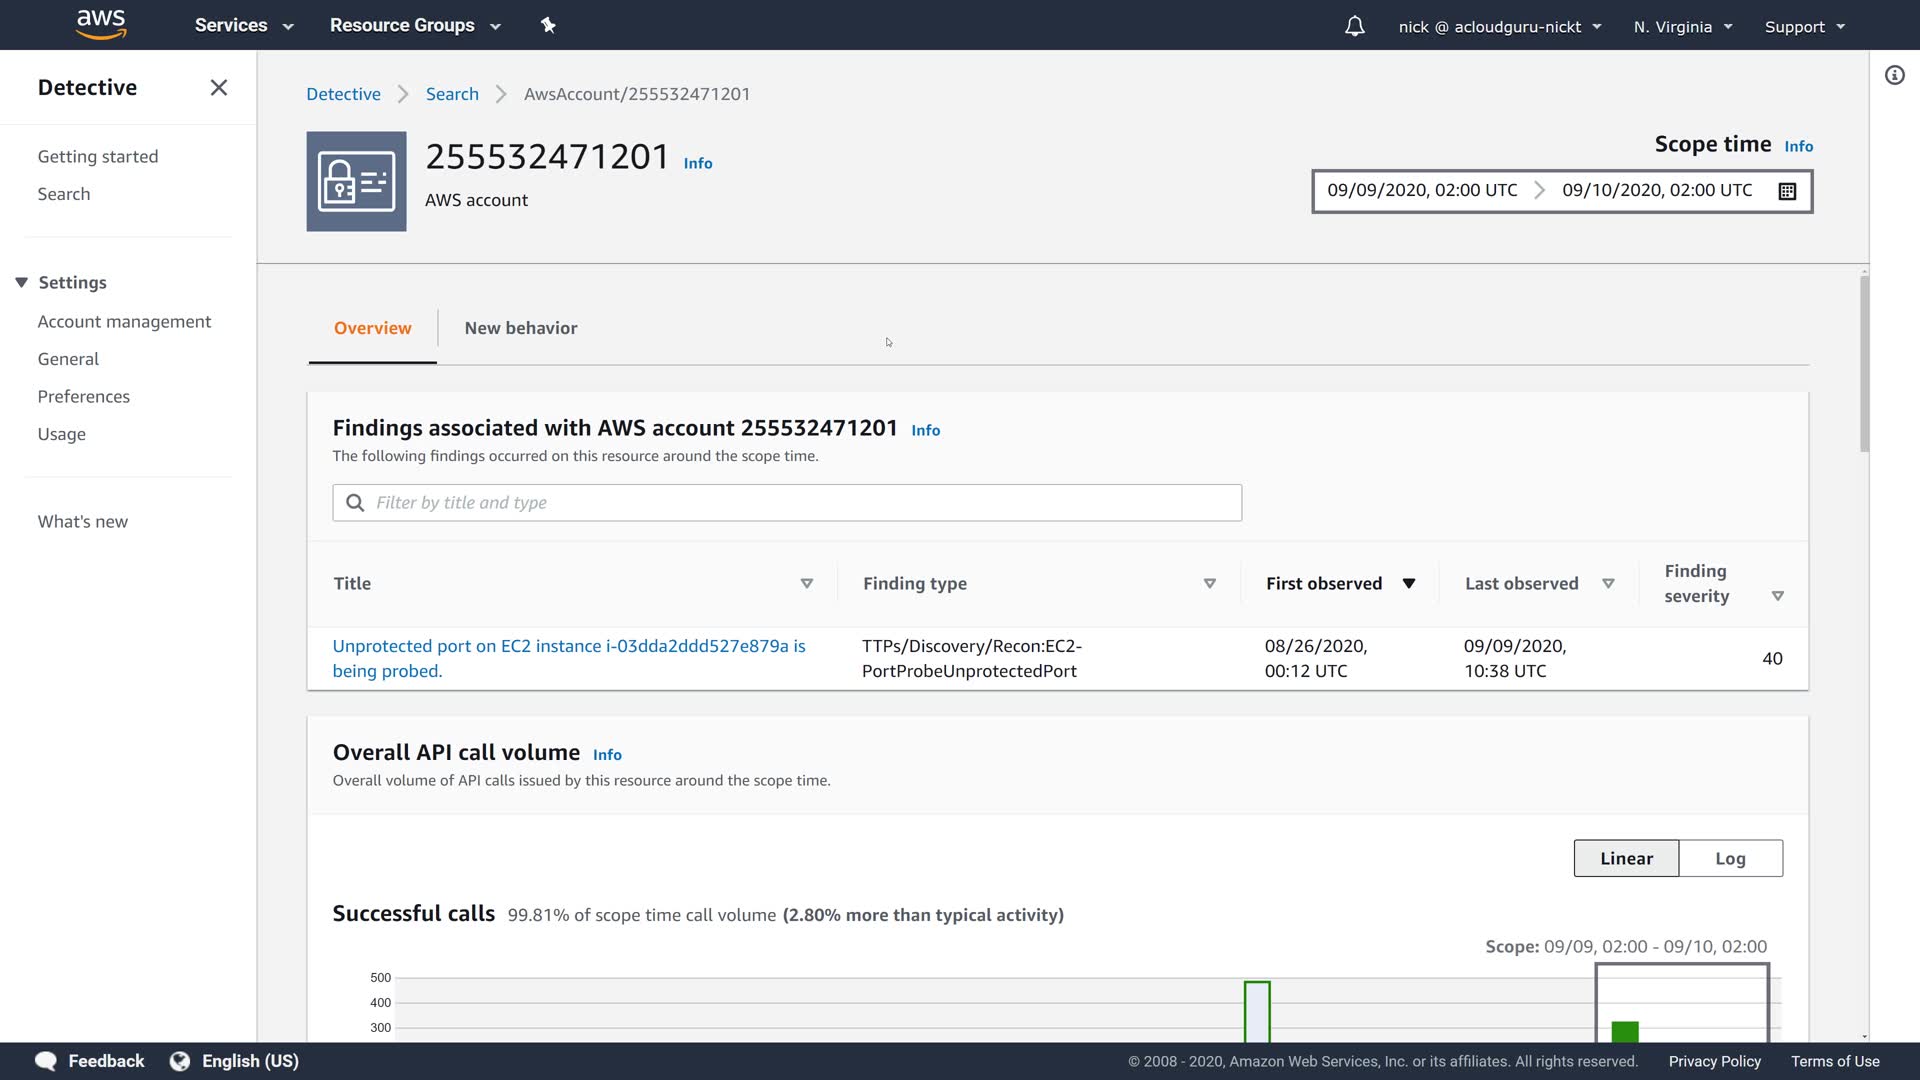 aws Services Resource Groups nick @ acloudguru-nickt N. Virginia Support
Detective
Getting started
Search
Settings
Account management
General
Preferences
Usage
What's new
Detective Search AwsAccount/255532471201
255532471201 Info
AWS account
Scope time Info
09/09/2020, 02:00 UTC 09/10/2020, 02:00 UTC
Overview New behavior
Findings associated with AWS account 255532471201 Info
The following findings occurred on this resource around the scope time.
Filter by title and type
Title Finding type First observed Last observed Finding
severity
Unprotected port on EC2 instance i-03dda2ddd527e879a is TTPs/Discovery/Recon:EC2- 08/26/2020, 09/09/2020, 40
being probed. PortProbeUnprotectedPort 00:12 UTC 10:38 UTC
Overall API call volume Info
Overall volume of API calls issued by this resource around the scope time.
Linear Log
Successful calls 99.81% of scope time call volume (2.80% more than typical activity)
Scope: 09/09, 02:00 - 09/10, 02:00
500
400
300
Feedback English (US) © 2008 - 2020, Amazon Web Services, Inc. or its affiliates. All rights reserved. Privacy Policy Terms of Use